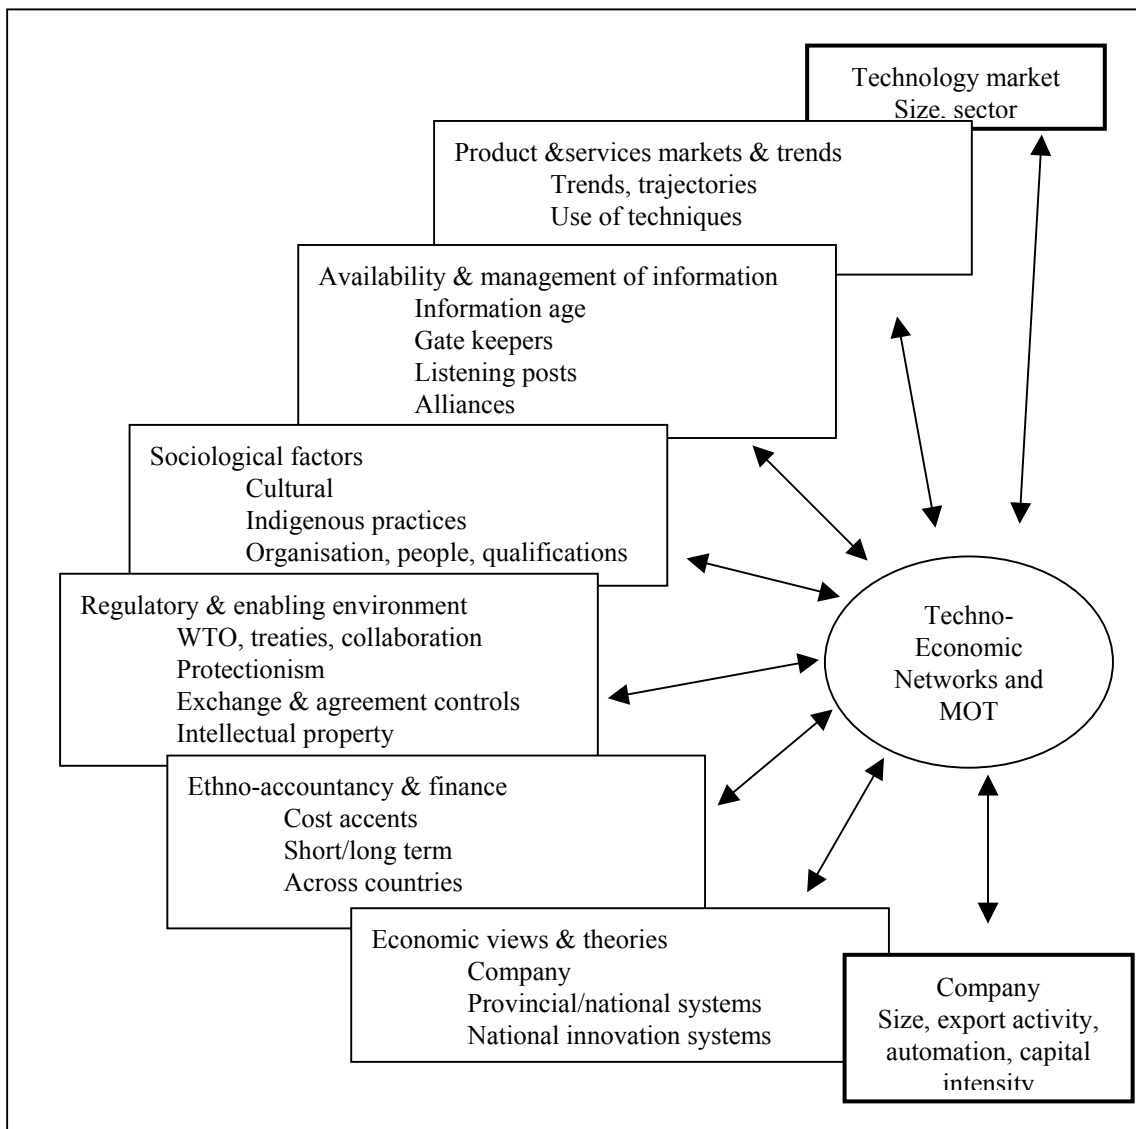 Technology market
Size, sector
Product &services markets & trends
Trends, trajectories
Use of techniques
Availability & management of information
Information age
Gate keepers
Listening posts
Alliances
Sociological factors
Cultural
Indigenous practices
Organisation, people, qualifications
Regulatory & enabling environment
WTO, treaties, collaboration
Protectionism
Exchange & agreement controls
Intellectual property
Ethno-accountancy & finance
Cost accents
Short/long term
Across countries
Economic views & theories
Company
Provincial/national systems
National innovation systems
Techno-
Economic
Networks and
MOT
Company
Size, export activity,
automation, capital
intensity